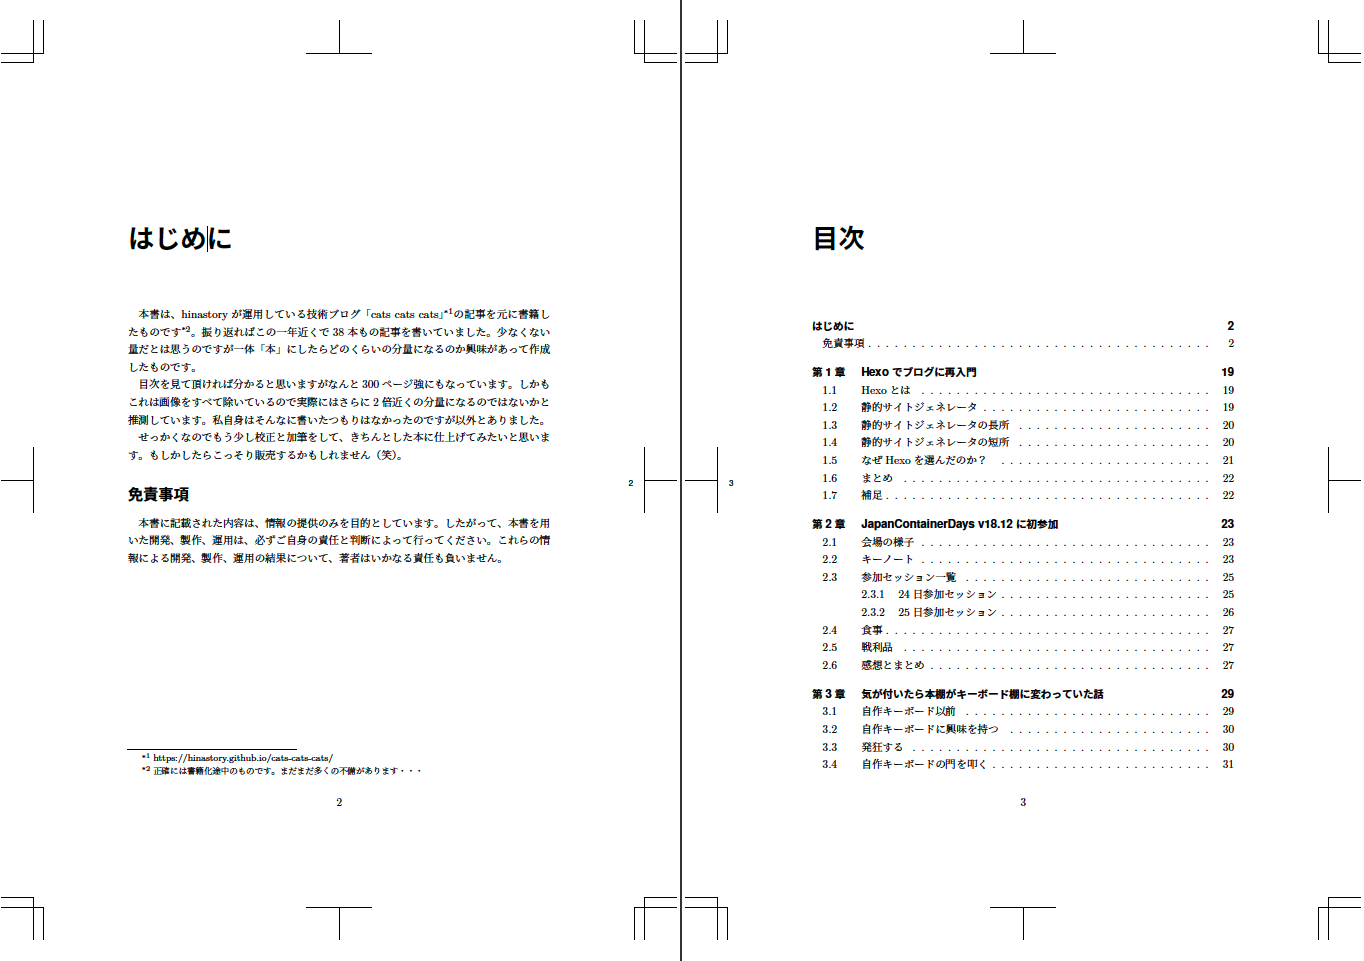 はじめに
本書は、hinastory が運用している技術ブログ「cats cats cats」*1の記事を元に書籍し
たものです*2。振り返ればこの一年近くで 38 本もの記事を書いていました。少なくない
量だとは思うのですが一体「本」にしたらどのくらいの分量になるのか興味があって作成
したものです。
目次を見て頂ければ分かると思いますがなんと 300 ページ強にもなっています。しかも
これは画像をすべて除いているので実際にはさらに 2 倍近くの分量になるのではないかと
推測しています。私自身はそんなに書いたつもりはなかったのですが以外とありました。
せっかくなのでもう少し校正と加筆をして、きちんとした本に仕上げてみたいと思いま
す。もしかしたらこっそり販売するかもしれません（笑）。
免責事項
本書に記載された内容は、情報の提供のみを目的としています。したがって、本書を用
いた開発、製作、運用は、必ずご自身の責任と判断によって行ってください。これらの情
報による開発、製作、運用の結果について、著者はいかなる責任も負いません。
*1 https://hinastory.github.io/cats-cats-cats/
*2 正確には書籍化途中のものです。まだまだ多くの不備があります・・・
2
2
目次
はじめに 2
免責事項 . . . . . . . . . . . . . . . . . . . . 2
第 1 章 Hexo でブログに再入門 19
1.1 Hexo とは . . . . . . . . . . . . . . . . . . . . 19
1.2 静的サイトジェネレータ . . . . . . . . . . . . . . . . . . . . 19
1.3 静的サイトジェネレータの長所 . . . . . . . . . . . . . . . . . . . . 20
1.4 静的サイトジェネレータの短所 . . . . . . . . . . . . . . . . . . . . 20
1.5 なぜ Hexo を選んだのか？ . . . . . . . . . . . . . . . . . . . . 21
1.6 まとめ . . . . . . . . . . . . . . . . . . . . 22
1.7 補足 . . . . . . . . . . . . . . . . . . . . 22
第 2 章 JapanContainerDays v18.12 に初参加 23
2.1 会場の様子 . . . . . . . . . . . . . . . . . . . . 23
2.2 キーノート . . . . . . . . . . . . . . . . . . . . 23
2.3 参加セッション一覧 . . . . . . . . . . . . . . . . . . . . 25
2.3.1 24 日参加セッション . . . . . . . . . . . . . . . . . . . . 25
2.3.2 25 日参加セッション . . . . . . . . . . . . . . . . . . . . 26
2.4 食事 . . . . . . . . . . . . . . . . . . . . 27
2.5 戦利品 . . . . . . . . . . . . . . . . . . . . 27
2.6 感想とまとめ . . . . . . . . . . . . . . . . . . . . 27
第 3 章 気が付いたら本棚がキーボード棚に変わっていた話 29
3.1 自作キーボード以前 . . . . . . . . . . . . . . . . . . . . 29
3.2 自作キーボードに興味を持つ . . . . . . . . . . . . . . . . . . . . 30
3.3 発狂する . . . . . . . . . . . . . . . . . . . . 30
3.4 自作キーボードの門を叩く . . . . . . . . . . . . . . . . . . . . 31
3
3